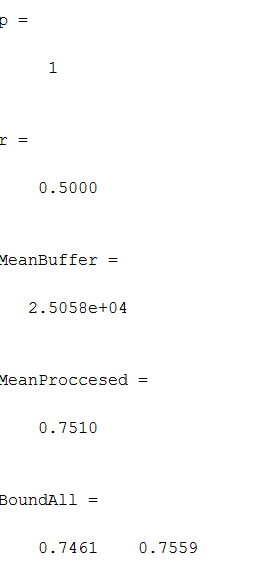 p =
1
r =
0.5000
MeanBuffer =
2.5058e+04
MeanProccesed =
0.7510
BoundAll =
0.7461 0.7559